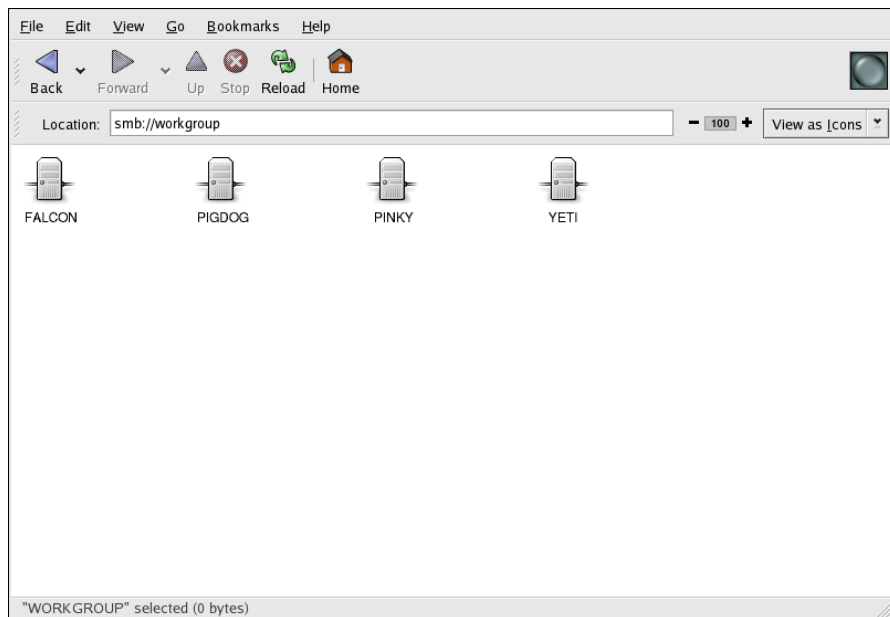 File Edit View Go Bookmarks Help
Back Forward Up Stop Reload Home
Location: smb://workgroup 100 View as Icons
FALCON PIGDOG PINKY YETI
"WORKGROUP" selected (0 bytes)